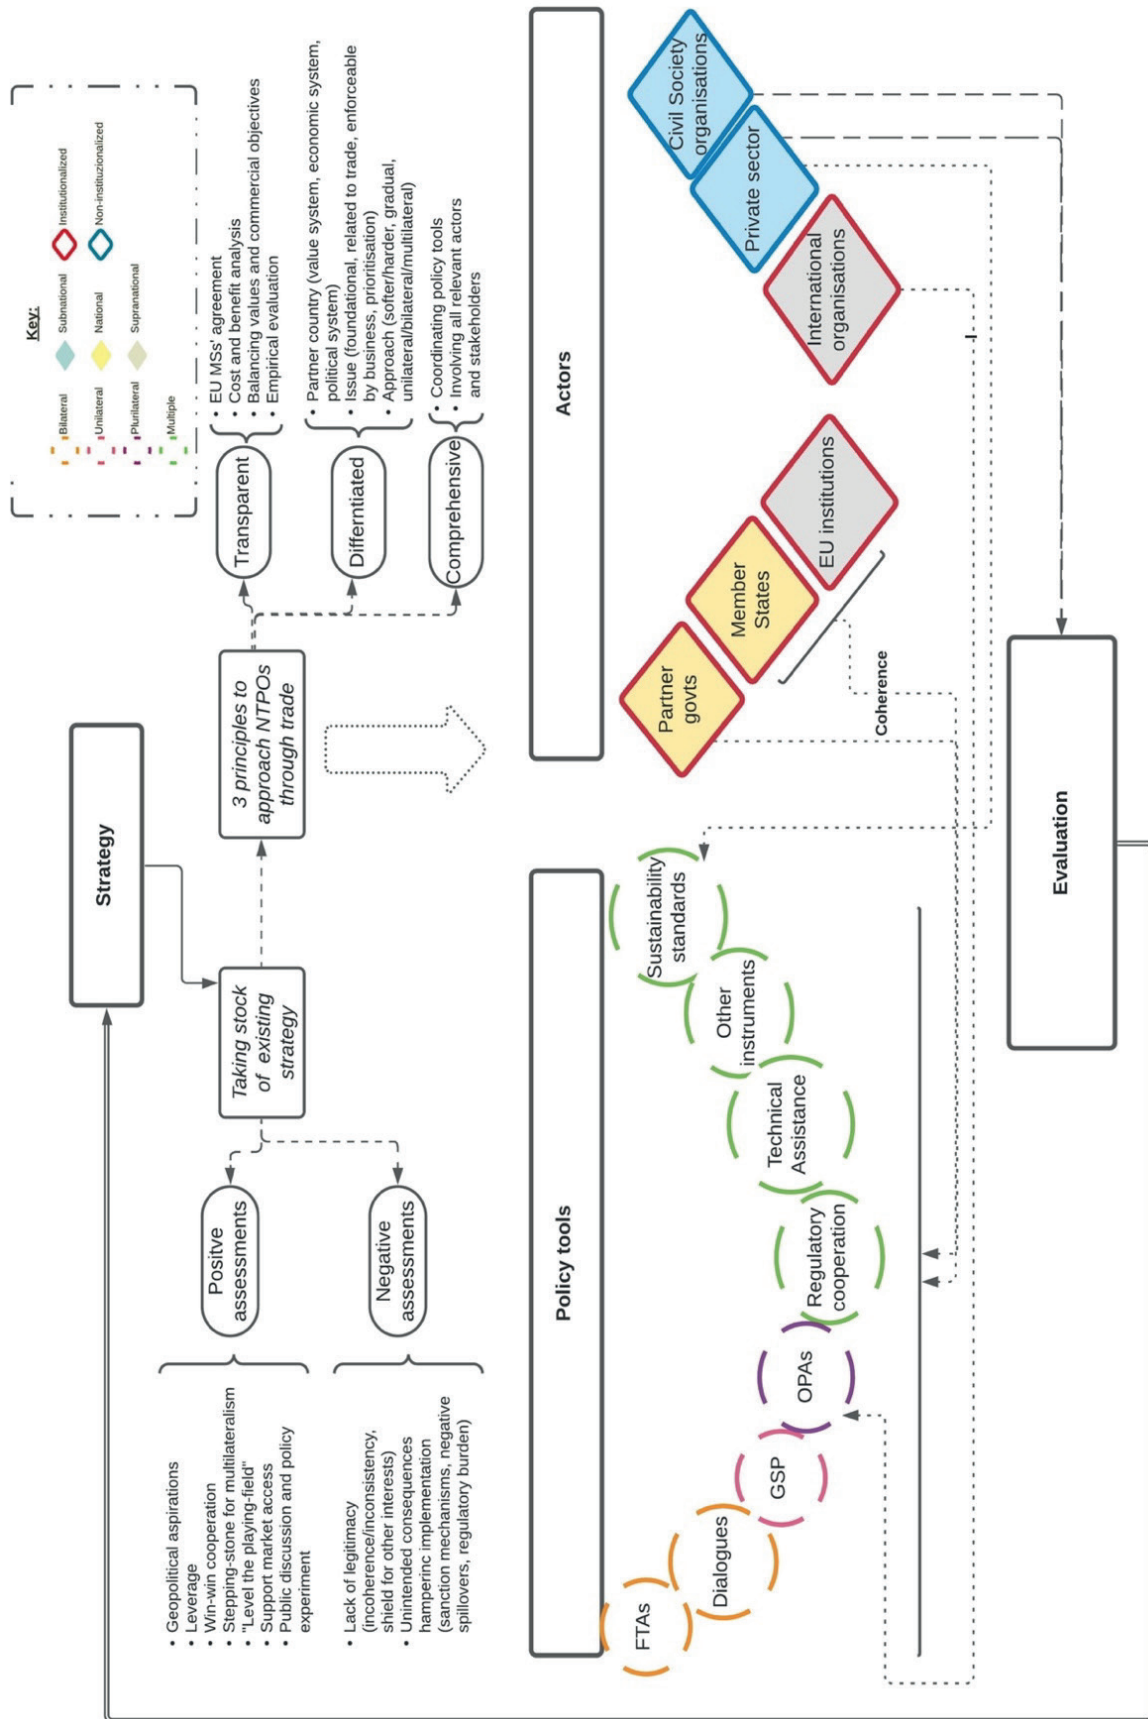 Key:
Bilateral
Unilateral
Plurilateral
Multiple
Subnational
National
Supranational
Institutionalized
Non-instituzionalized
Strategy
Taking stock
of existing
strategy
3 principles to
approach NTPOs
through trade
Positve
assessments
• Geopolitical aspirations
• Leverage
• Win-win cooperation
• Stepping-stone for multilateralism
• "Level the playing-field"
• Support market access
• Public discussion and policy
experiment
Negative
assessments
• Lack of legitimacy
(incoherence/inconsistency,
shield for other interests)
• Unintended consequences
hamperinc implementation
(sanction mechanisms, negative
spillovers, regulatory burden)
Transparent
• EU MSs' agreement
• Cost and benefit analysis
• Balancing values and commercial objectives
• Empirical evaluation
Differntiated
• Partner country (value system, economic system,
political system)
• Issue (foundational, related to trade, enforceable
by business, prioritisation)
• Approach (softer/harder, gradual,
unilateral/bilateral/multilateral)
Comprehensive
• Coordinating policy tools
• Involving all relevant actors
and stakeholders
Policy tools
FTAs
Dialogues
GSP
OPAs
Regulatory
cooperation
Technical
Assistance
Other
instruments
Sustainability
standards
Actors
Partner
govts
Member
States
EU institutions
International
organisations
Private sector
Civil Society
organisations
Coherence
Evaluation